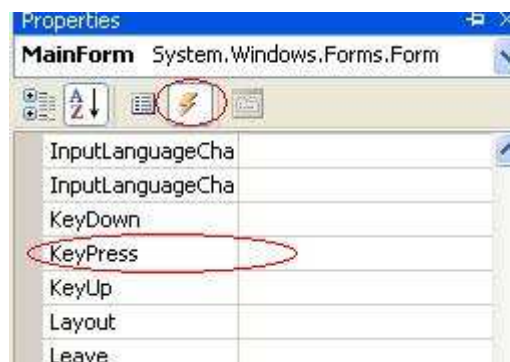 Properties
MainForm System.Windows.Forms.Form
A
Z
InputLanguageCha
InputLanguageCha
KeyDown
KeyPress
KeyUp
Layout
Leave